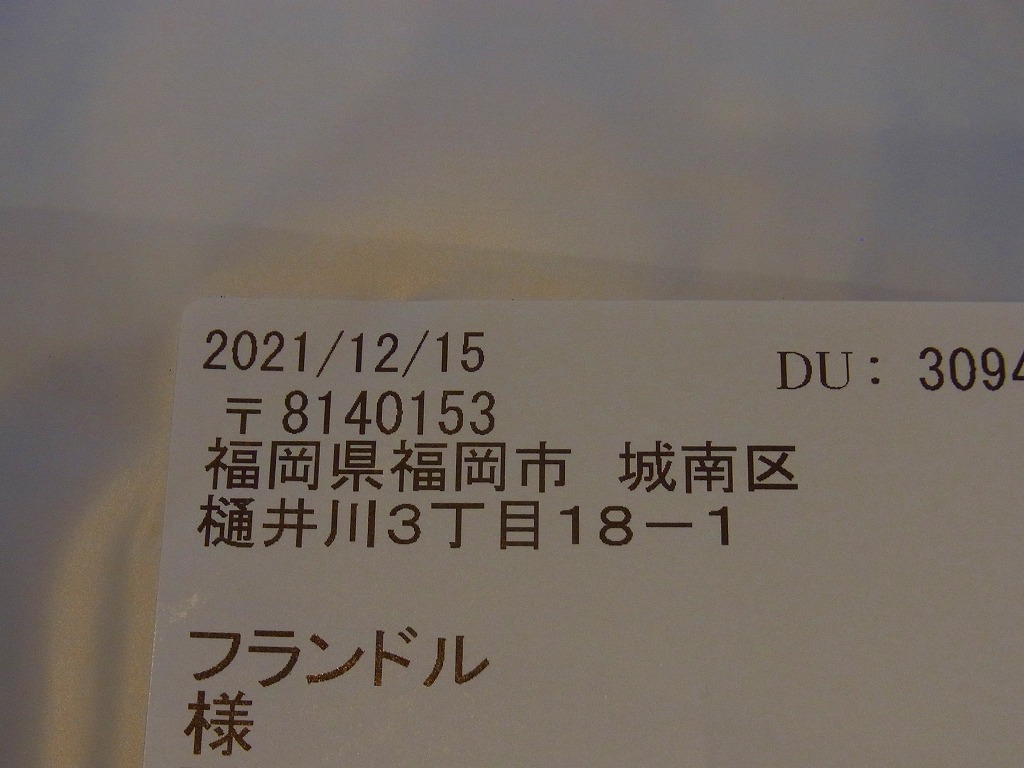 2021/12/15
DU: 3094
〒8140153
福岡県福岡市 城南区
樋井川3丁目18－1
フランドル
様